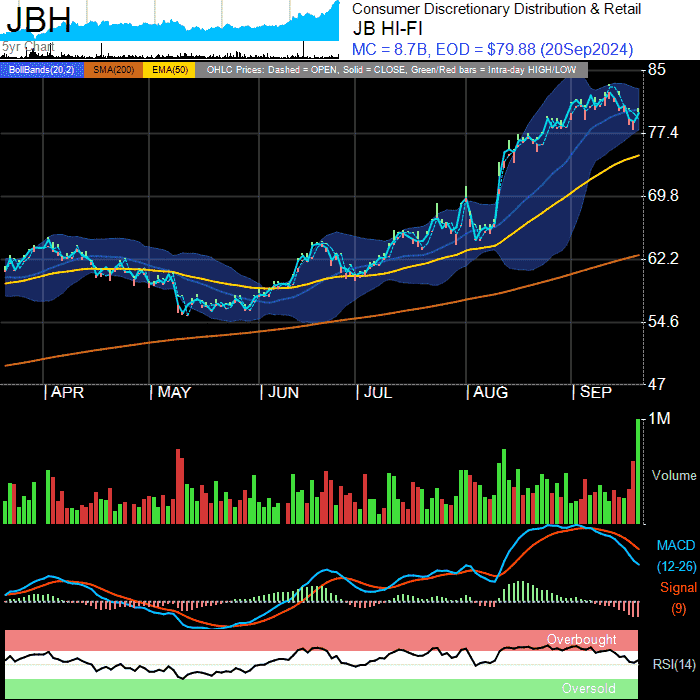 JBH
5yr Chart
Consumer Discretionary Distribution & Retail
JB HI-FI
MC = 8.7B, EOD = $79.88 (20Sep2024)
BollBands(20,2) SMA(200) EMA(50) OHLC Prices: Dashed = OPEN, Solid = CLOSE, Green/Red bars = Intra-day HIGH/LOW
85
77.4
69.8
62.2
54.6
47
APR MAY JUN JUL AUG SEP
1M
Volume
MACD
(12-26)
Signal
(9)
Overbought
RSI(14)
Oversold